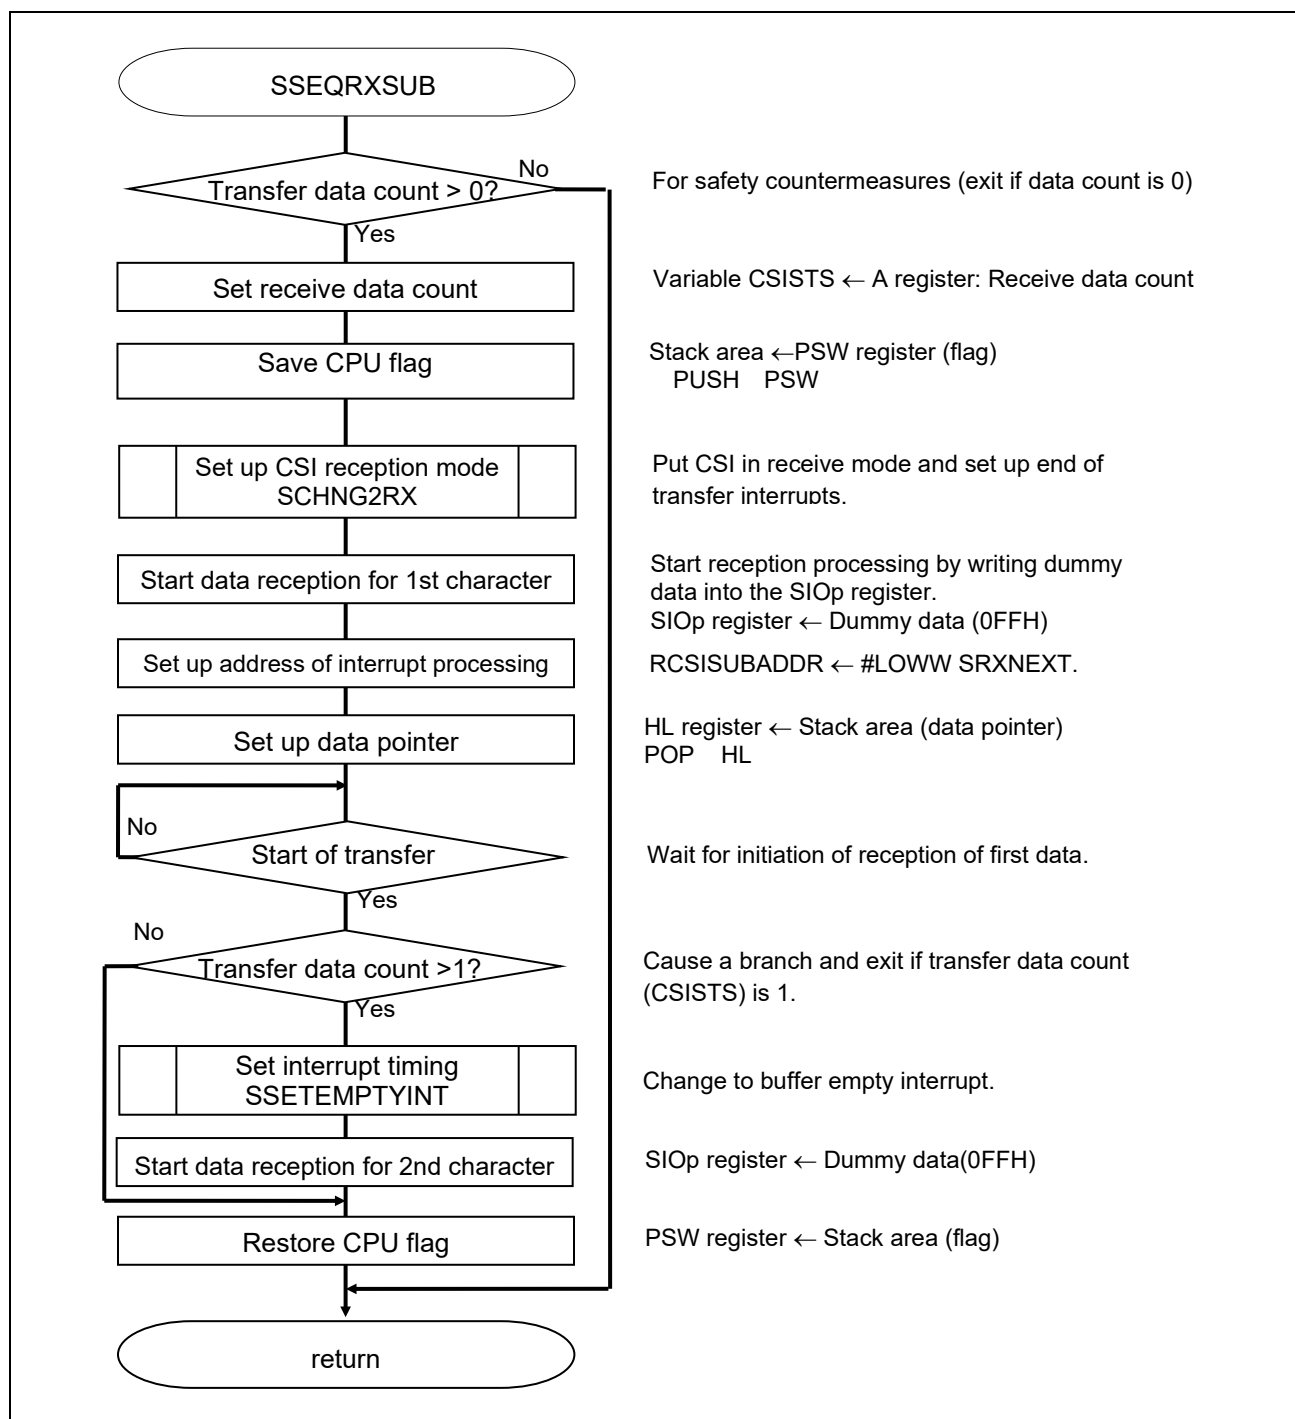 SSEQRXSUB
No
Transfer data count > 0?
For safety countermeasures (exit if data count is 0)
Yes
Set receive data count
Variable CSISTS ← A register: Receive data count
Save CPU flag
Stack area ←PSW register (flag)
PUSH PSW
Set up CSI reception mode
SCHNG2RX
Put CSI in receive mode and set up end of
transfer interrupts.
Start data reception for 1st character
Start reception processing by writing dummy
data into the SIOp register.
SIOp register ← Dummy data (0FFH)
Set up address of interrupt processing
RCSISUBADDR ← #LOWW SRXNEXT.
Set up data pointer
HL register ← Stack area (data pointer)
POP HL
No
Start of transfer
Wait for initiation of reception of first data.
Yes
No
Transfer data count >1?
Cause a branch and exit if transfer data count
(CSISTS) is 1.
Yes
Set interrupt timing
SSETEMPTYINT
Change to buffer empty interrupt.
Start data reception for 2nd character
SIOp register ← Dummy data(0FFH)
Restore CPU flag
PSW register ← Stack area (flag)
return